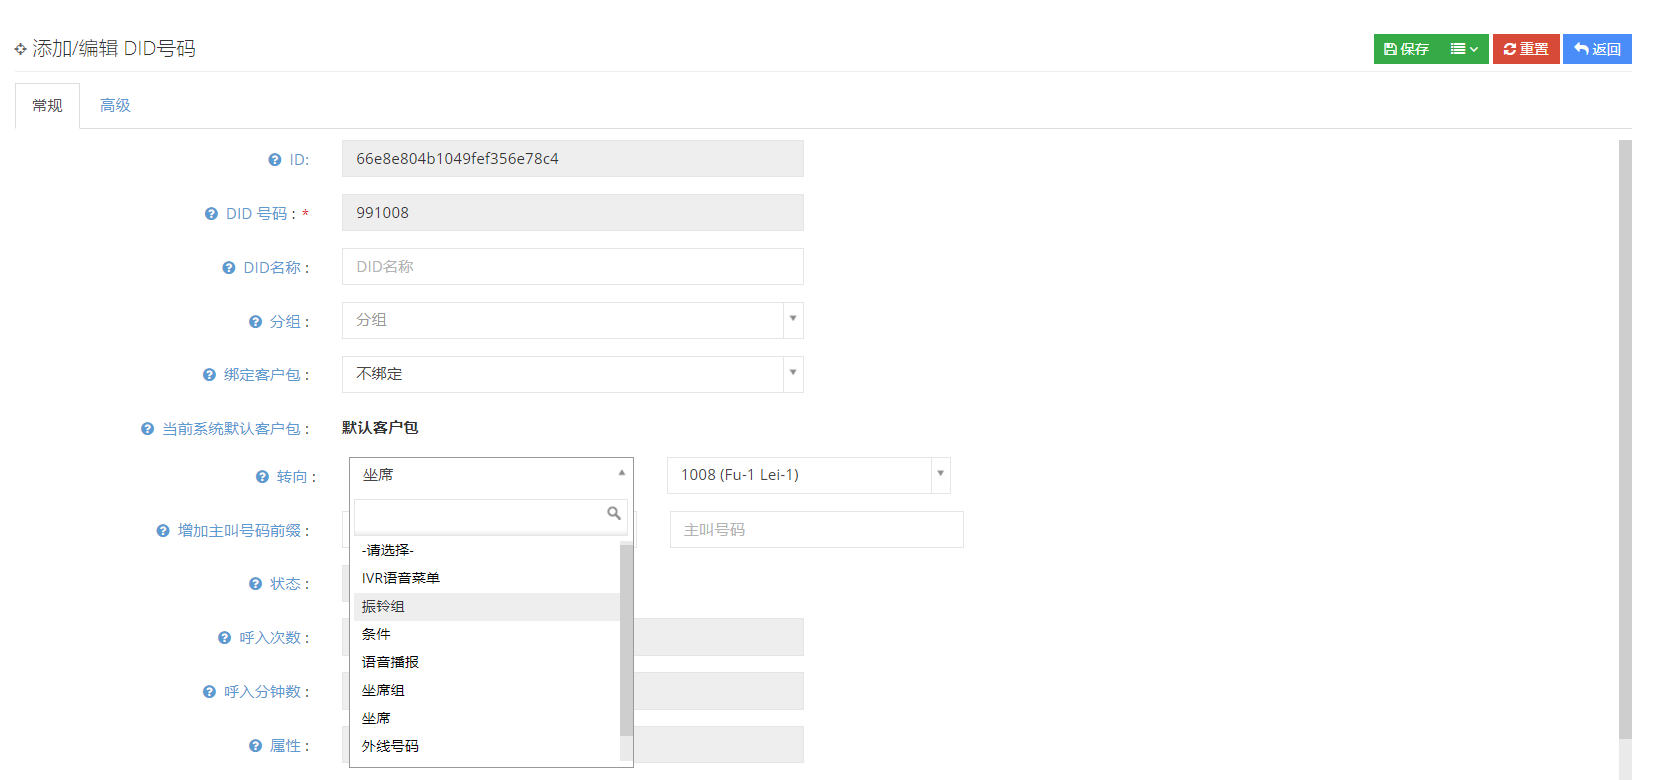 添加/编辑 DID号码
保存
重置
返回
常规
高级
ID:
66e8e804b1049fef356e78c4
DID 号码 : *
991008
DID名称 :
DID名称
分组 :
分组
绑定客户包 :
不绑定
当前系统默认客户包 :
默认客户包
转向 :
坐席
1008 (Fu-1 Lei-1)
增加主叫号码前缀 :
主叫号码
-请选择-
IVR语音菜单
振铃组
条件
语音播报
坐席组
坐席
外线号码
状态 :
呼入次数 :
呼入分钟数 :
属性 :